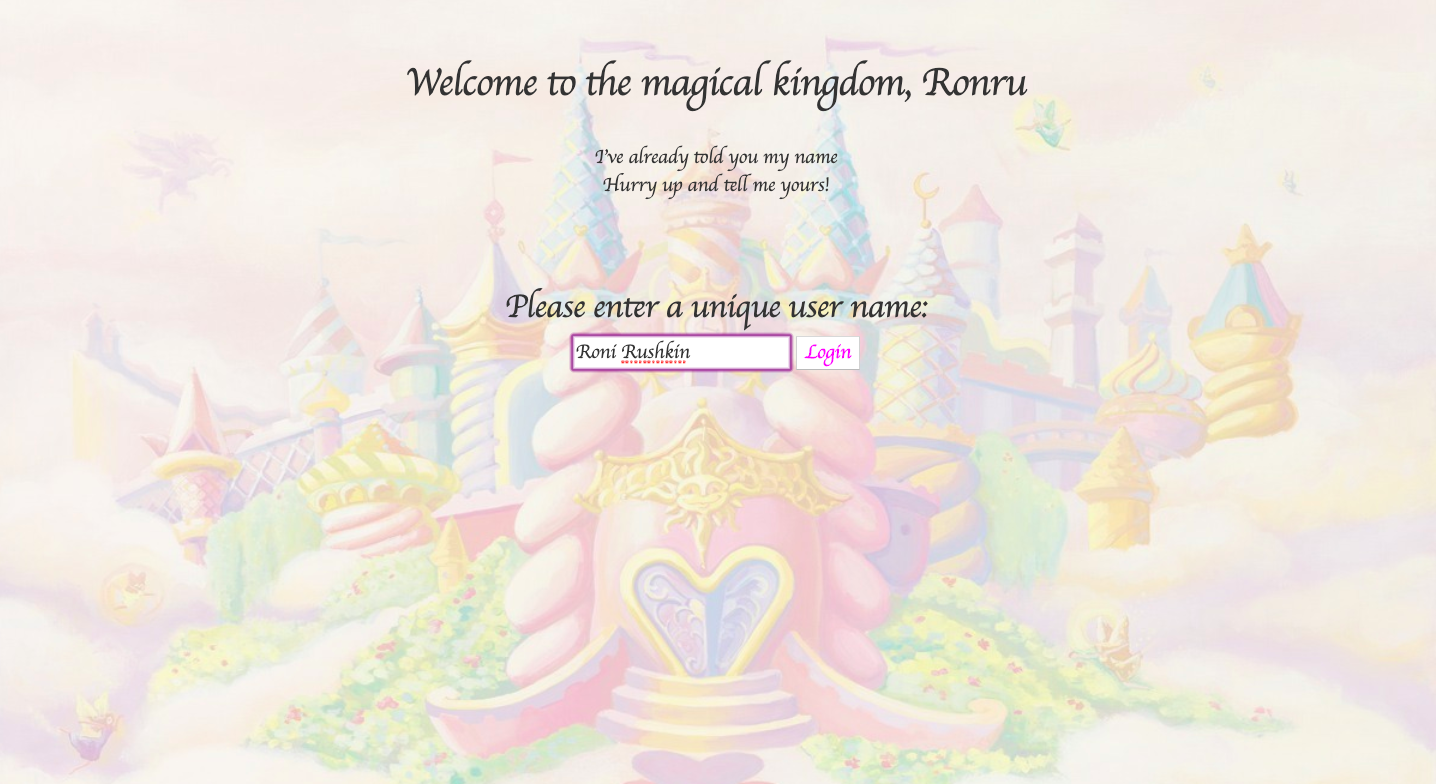 Welcome to the magical kingdom, Ronru
I've already told you my name
Hurry up and tell me yours!
Please enter a unique user name:
Roni Rushkin Login